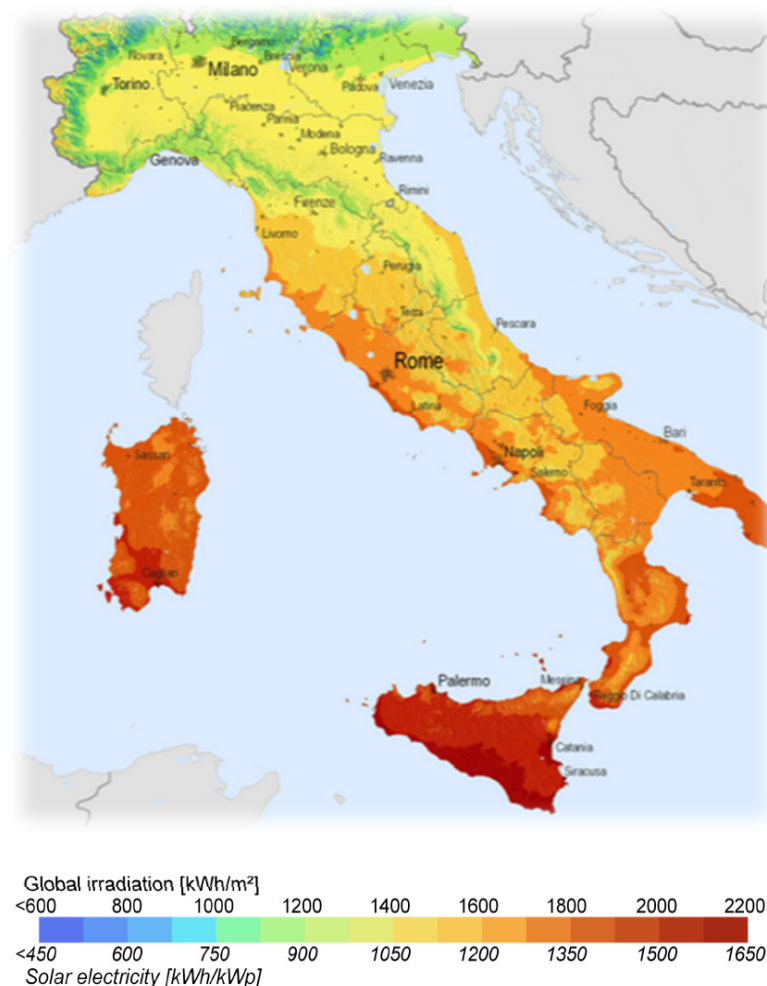 Bergamo
Novara
Brescia
Milano
Verona
Torino
Padova
Venezia
Piacenza
Parma
Modena
Bologna
Genova
Ravenna
Rimini
Firenze
Livorno
Perugia
Terni
Pescara
Rome
Latina
Foggia
Bari
Napoli
Sassari
Salerno
Taranto
Cagliari
Palermo
Messina
Reggio Di Calabria
Catania
Siracusa
Global irradiation [kWh/m²]
<600 800 1000 1200 1400 1600 1800 2000 2200>
<450 600 750 900 1050 1200 1350 1500 1650
Solar electricity [kWh/kWp]